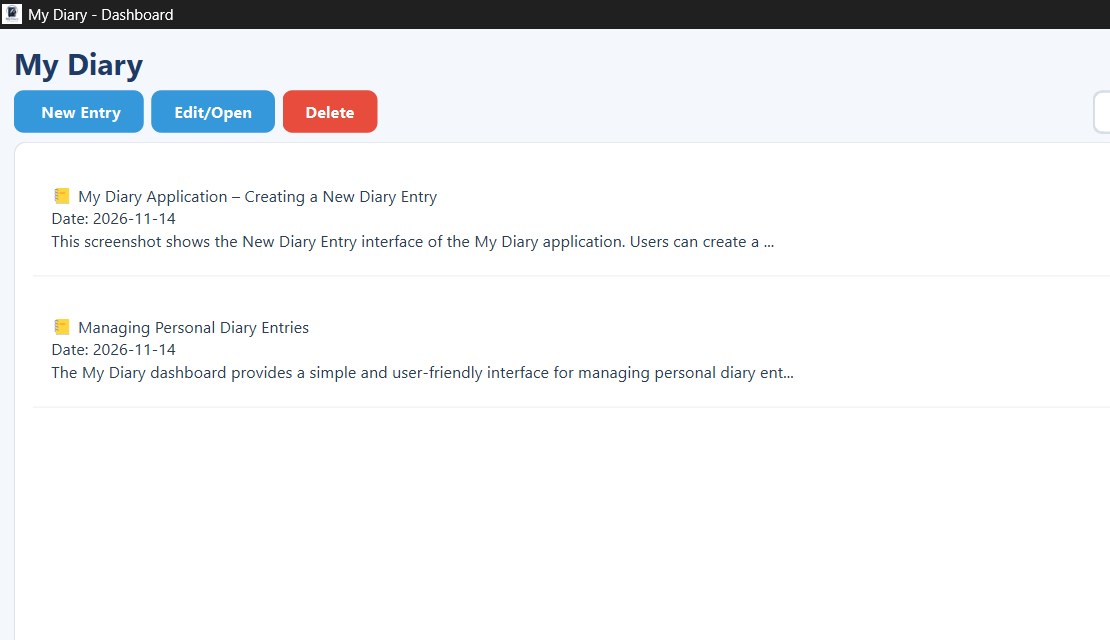 My Diary - Dashboard
My Diary
New Entry
Edit/Open
Delete
My Diary Application – Creating a New Diary Entry
Date: 2026-11-14
This screenshot shows the New Diary Entry interface of the My Diary application. Users can create a ...
Managing Personal Diary Entries
Date: 2026-11-14
The My Diary dashboard provides a simple and user-friendly interface for managing personal diary ent...